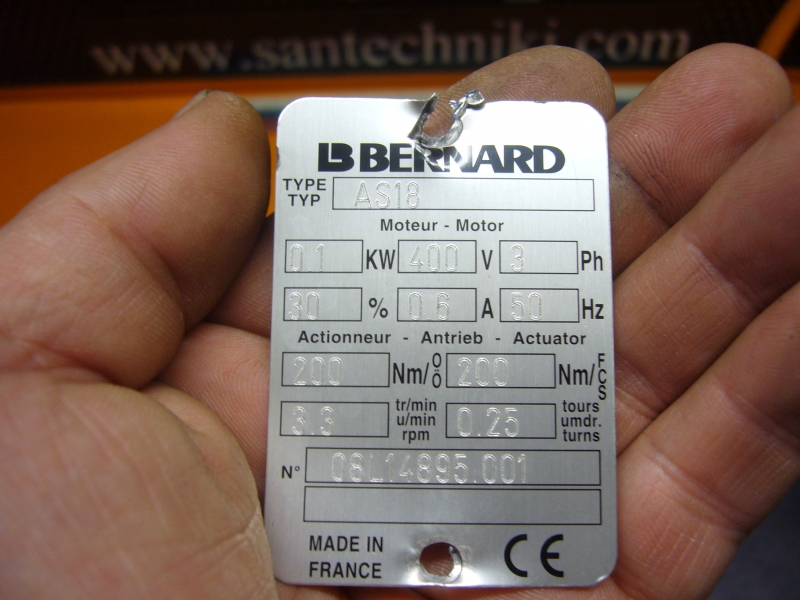 www.santechniki.com
BERNARD
TYPE
TYP
AS18
Moteur - Motor
0.1 KW 400 V 3 Ph
30 % 0.6 A 50 Hz
Actionneur - Antrieb - Actuator
200 Nm/O/O 200 Nm/F/C/S
3.3 tr/min u/min rpm 0.25 tours umdr. turns
N° 08L14895.001
MADE IN
FRANCE
CE